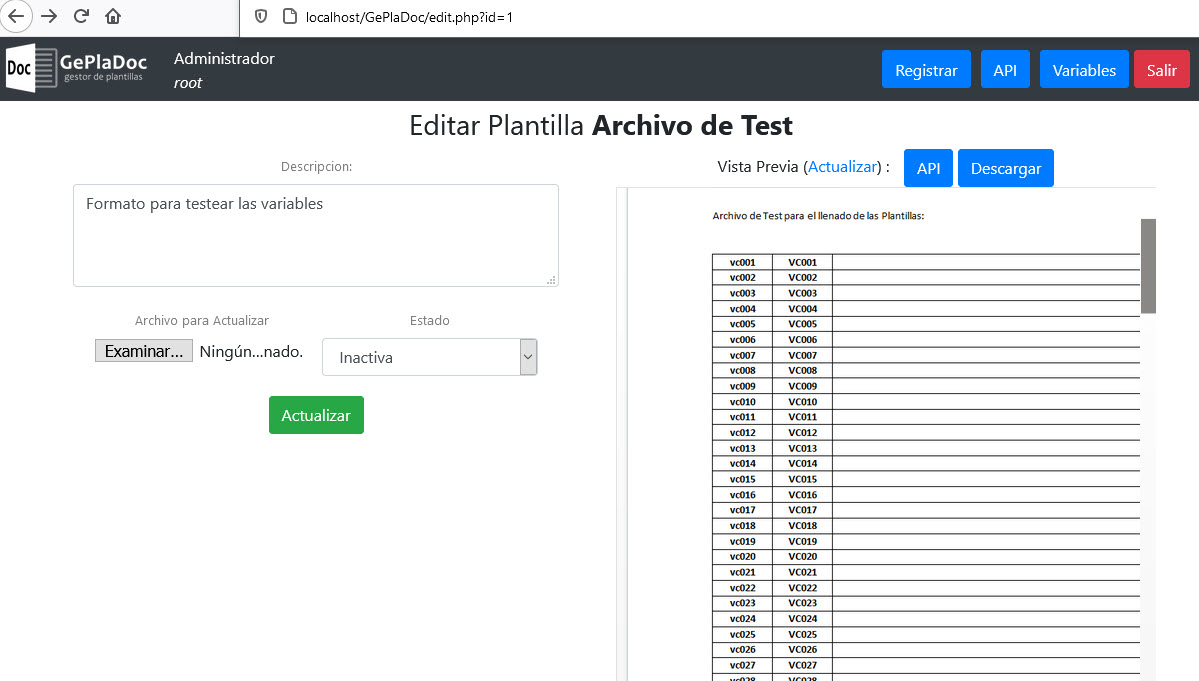 localhost/GePlaDoc/edit.php?id=1
Doc GePlaDoc
gestor de plantillas
Administrador
root
Registrar API Variables Salir
Editar Plantilla Archivo de Test
Descripcion:
Formato para testear las variables
Archivo para Actualizar Estado
Examinar... Ningún...nado. Inactiva
Actualizar
Vista Previa (Actualizar) : API Descargar
Archivo de Test para el llenado de las Plantillas:
vc001 VC001
vc002 VC002
vc003 VC003
vc004 VC004
vc005 VC005
vc006 VC006
vc007 VC007
vc008 VC008
vc009 VC009
vc010 VC010
vc011 VC011
vc012 VC012
vc013 VC013
vc014 VC014
vc015 VC015
vc016 VC016
vc017 VC017
vc018 VC018
vc019 VC019
vc020 VC020
vc021 VC021
vc022 VC022
vc023 VC023
vc024 VC024
vc025 VC025
vc026 VC026
vc027 VC027
vc028 VC028